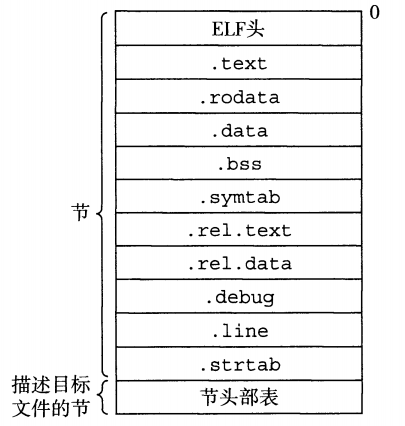 0
ELF头
.text
.rodata
.data
.bss
.symtab
.rel.text
.rel.data
.debug
.line
.strtab
节头部表
节
描述目标
文件的节